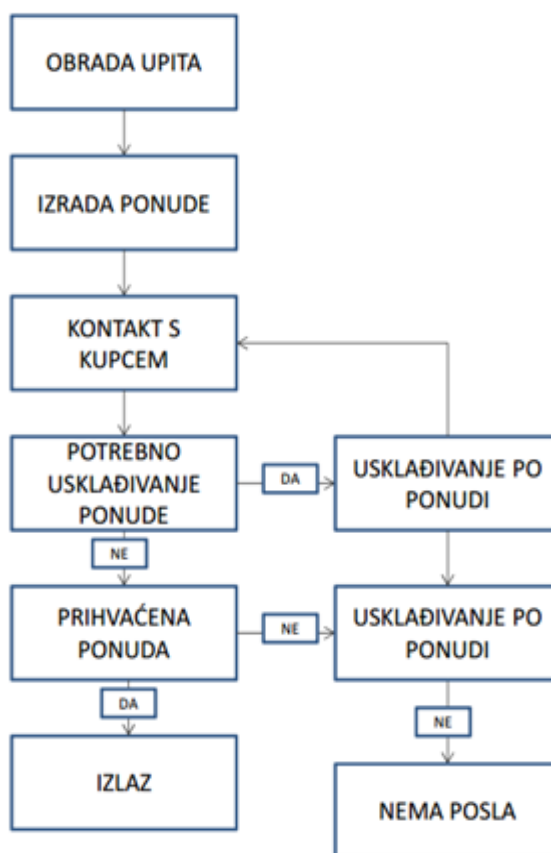 OBRADA UPITA
IZRADA PONUDE
KONTAKT S
KUPCEM
POTREBNO
USKLAĐIVANJE
PONUDE
DA
USKLAĐIVANJE PO
PONUDI
NE
PRIHVAĆENA
PONUDA
NE
USKLAĐIVANJE PO
PONUDI
DA
NE
IZLAZ
NEMA POSLA